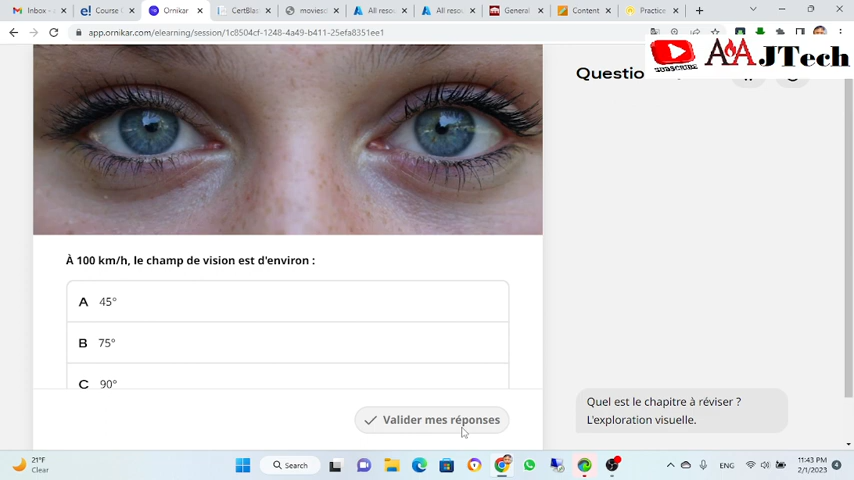 Inbox
Course
Ornikar
CertBlas
moviesd
All resou
All resou
General
Content
Practice
app.ornikar.com/elearning/session/1c8504cf-1248-4a49-b411-25efa8351ee1
SUBSCRIBE
AAJTech
Questio
À 100 km/h, le champ de vision est d'environ :
A 45°
B 75°
C 90°
Valider mes réponses
Quel est le chapitre à réviser ?
L'exploration visuelle.
21°F
Clear
Search
ENG
11:43 PM
2/1/2023